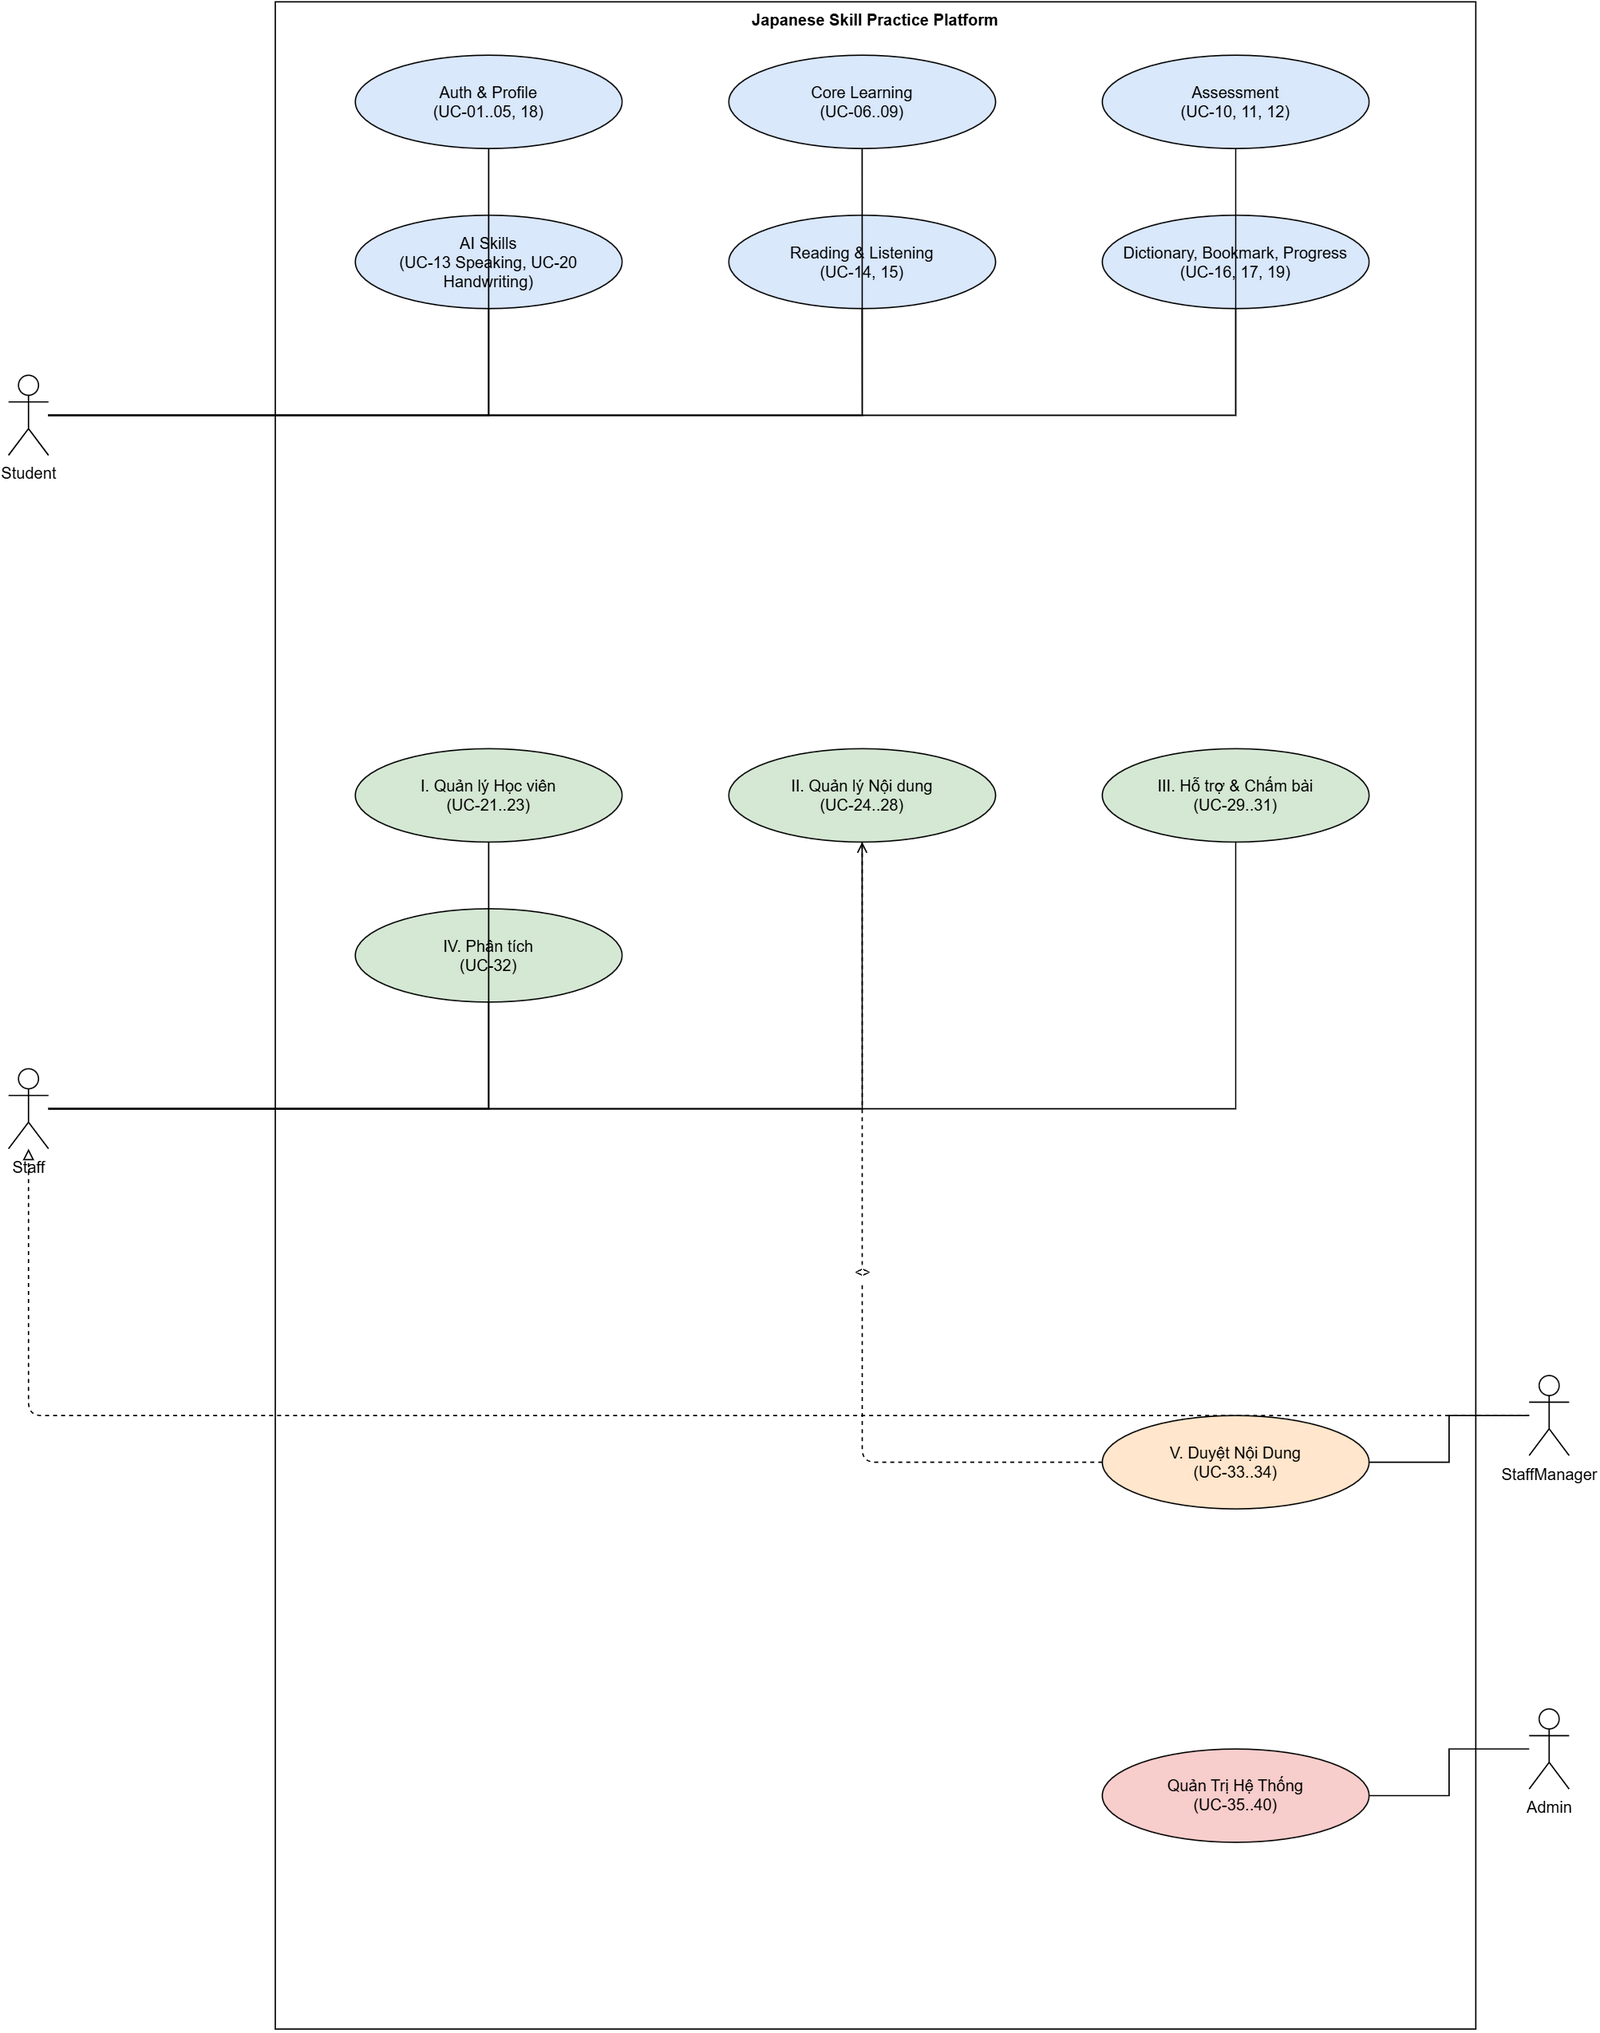 Japanese Skill Practice Platform
Auth & Profile
(UC-01..05, 18)
Core Learning
(UC-06..09)
Assessment
(UC-10, 11, 12)
AI Skills
(UC-13 Speaking, UC-20
Handwriting)
Reading & Listening
(UC-14, 15)
Dictionary, Bookmark, Progress
(UC-16, 17, 19)
Student
I. Quản lý Học viên
(UC-21..23)
II. Quản lý Nội dung
(UC-24..28)
III. Hỗ trợ & Chấm bài
(UC-29..31)
IV. Phân tích
(UC-32)
Staff
<>
V. Duyệt Nội Dung
(UC-33..34)
StaffManager
Quản Trị Hệ Thống
(UC-35..40)
Admin